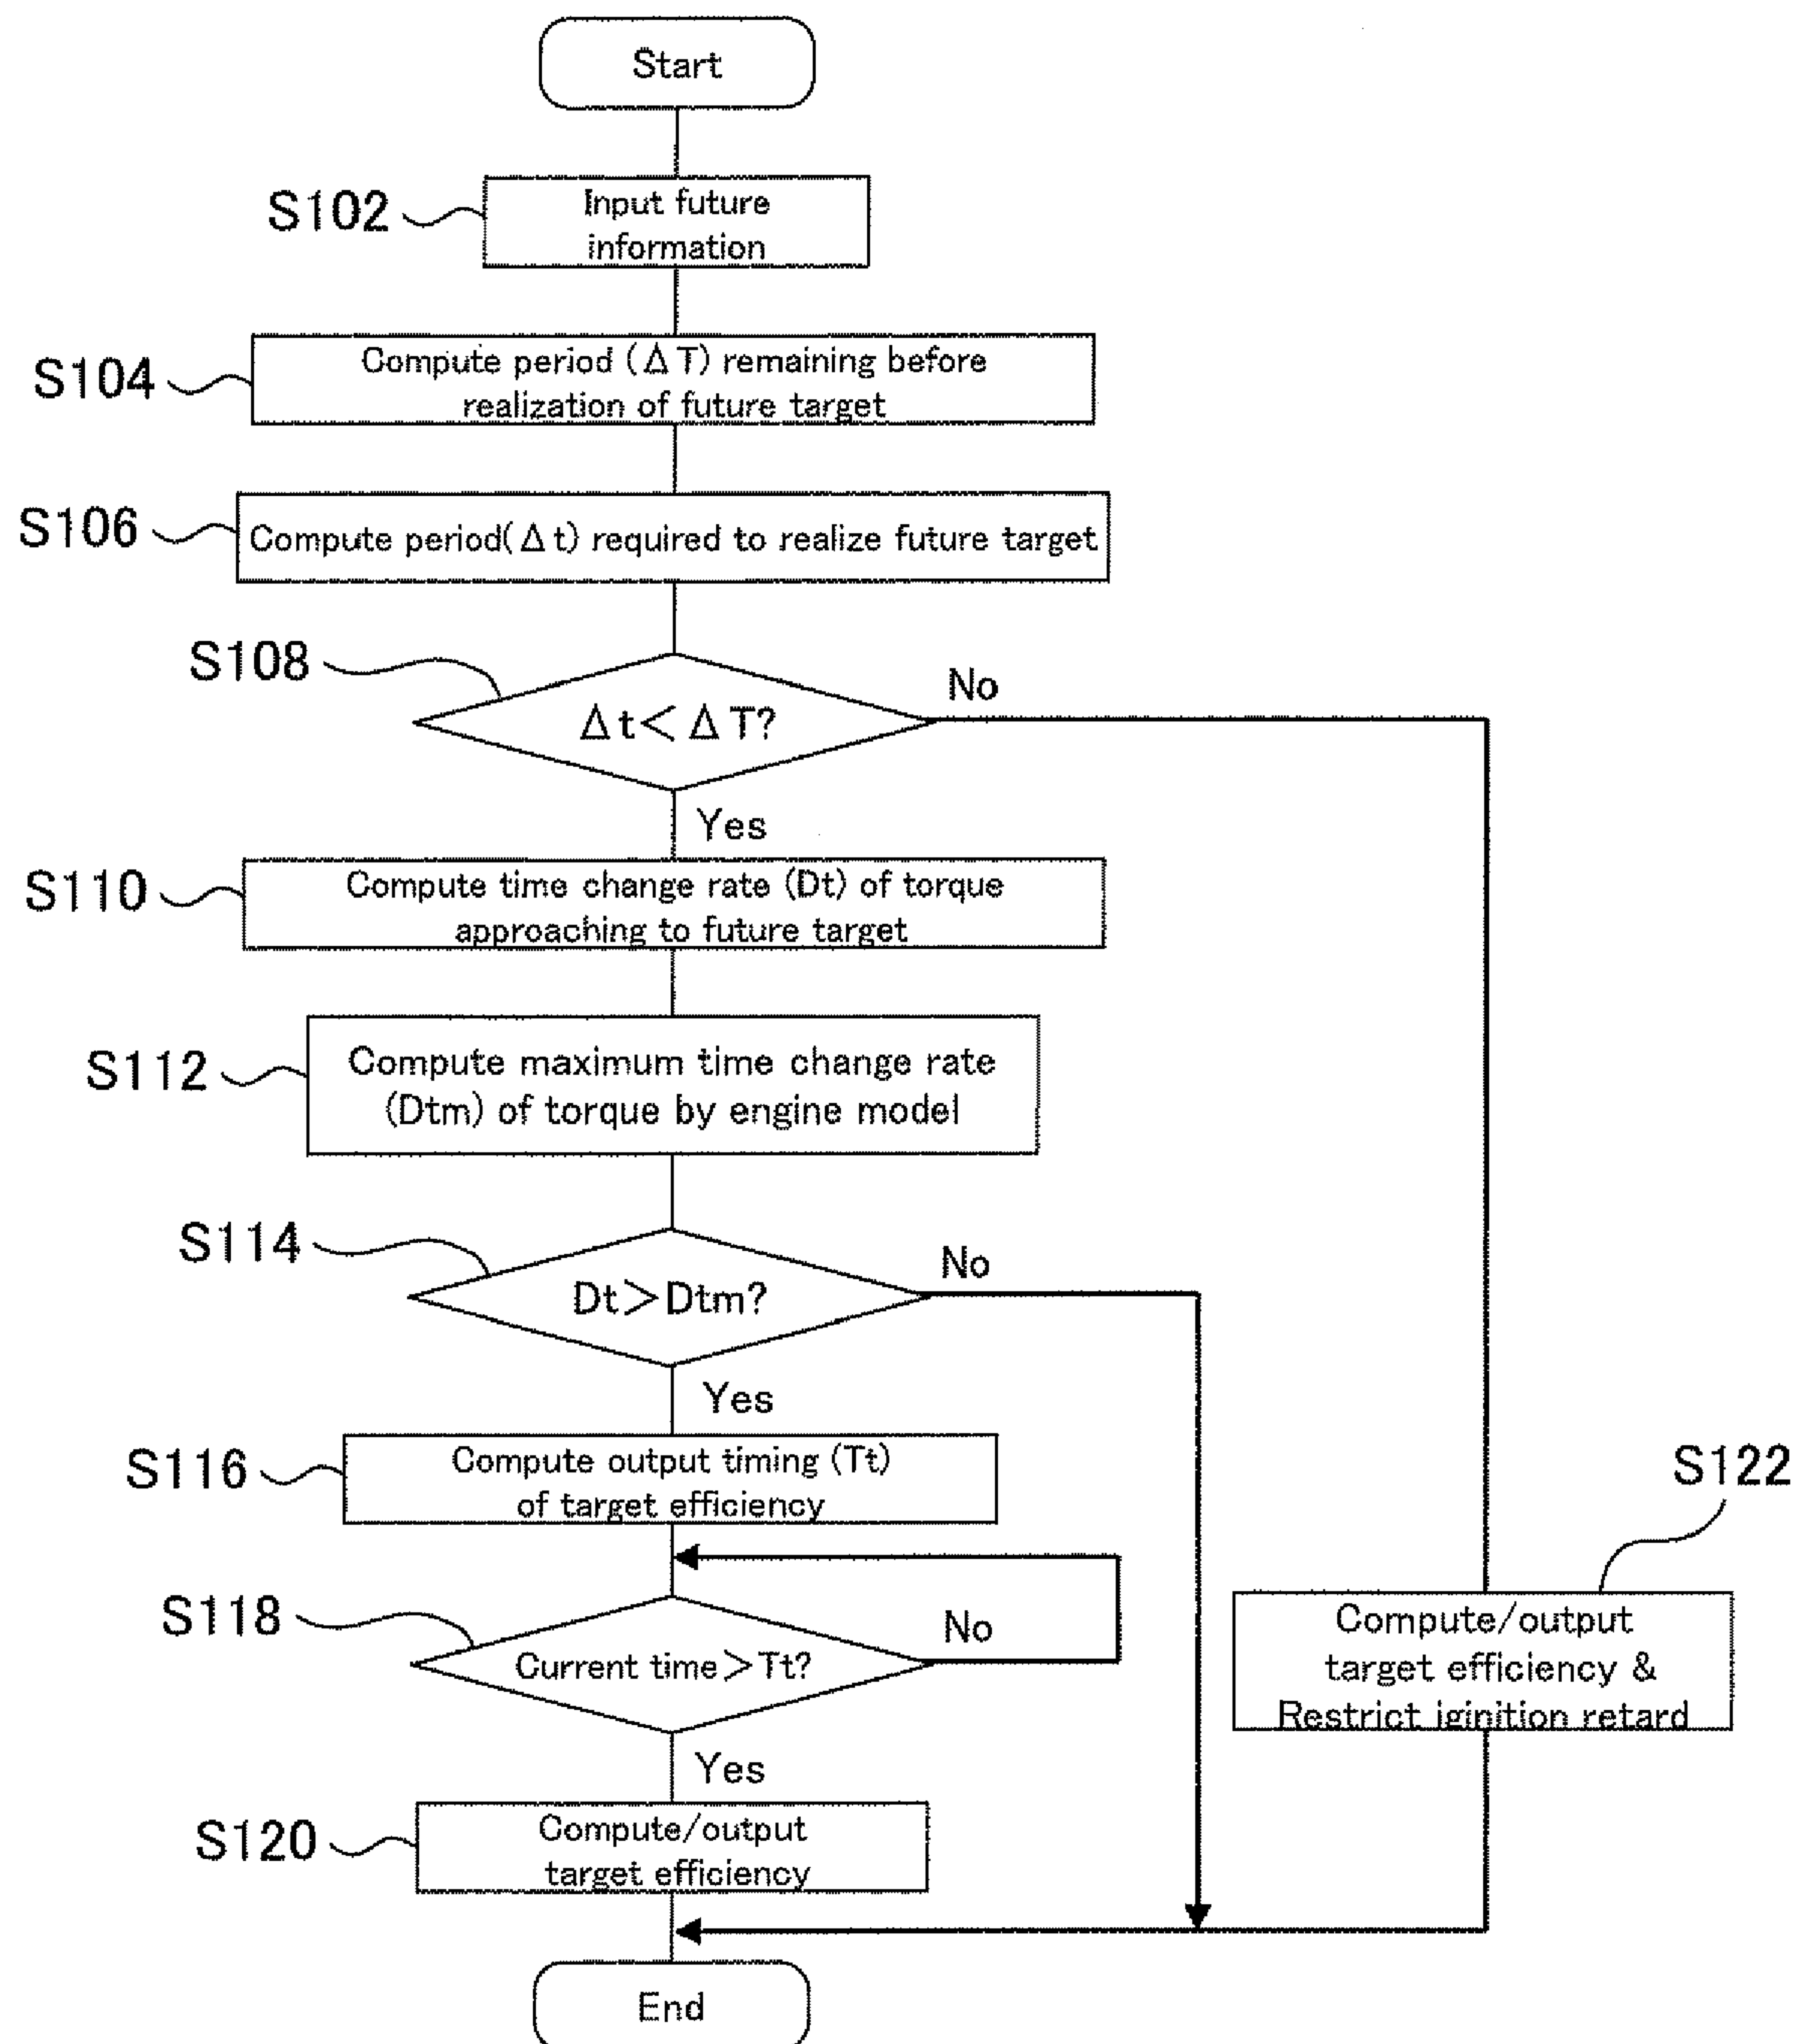 Start
S102
Input future
information
S104
Compute period (ΔT) remaining before
realization of future target
S106
Compute period(Δt) required to realize future target
S108
Δt<ΔT?
No
Yes
S110
Compute time change rate (Dt) of torque
approaching to future target
S112
Compute maximum time change rate
(Dtm) of torque by engine model
S114
Dt>Dtm?
No
Yes
S116
Compute output timing (Tt)
of target efficiency
S118
Current time>Tt?
No
Yes
S120
Compute/output
target efficiency
S122
Compute/output
target efficiency &
Restrict iginition retard
End